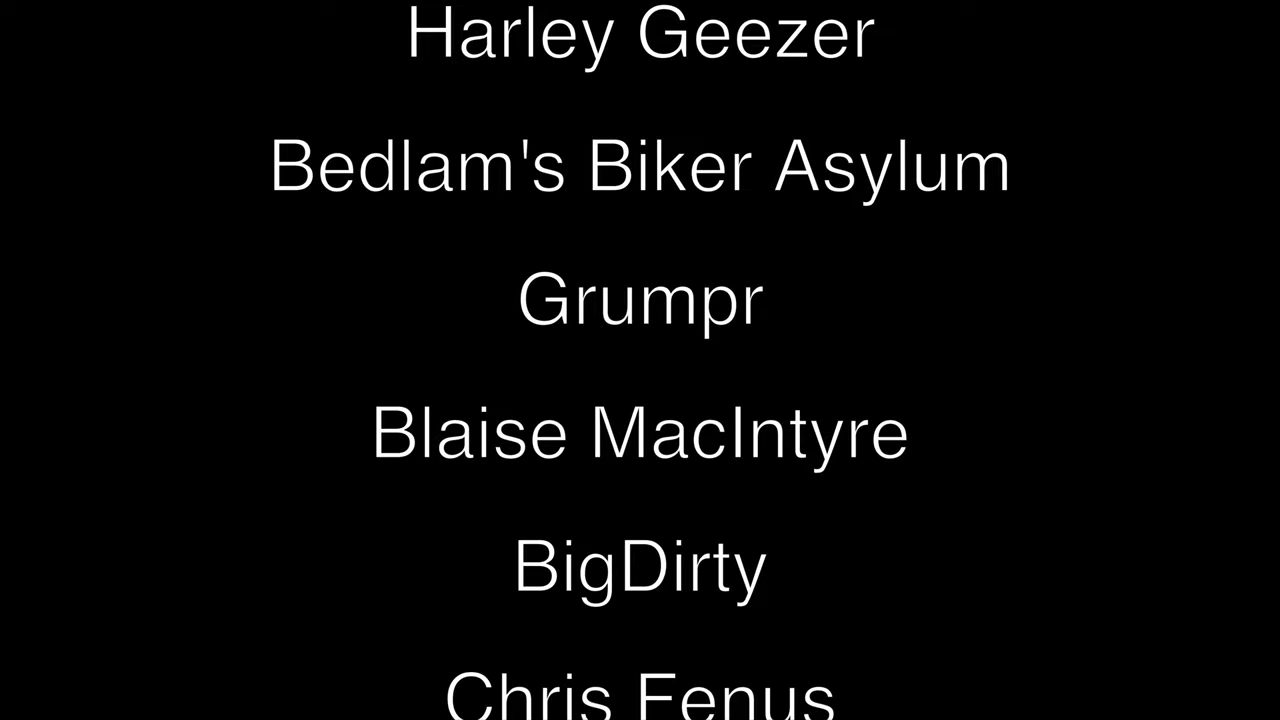 Harley Geezer
Bedlam's Biker Asylum
Grumpr
Blaise MacIntyre
BigDirty
Chris Fenus